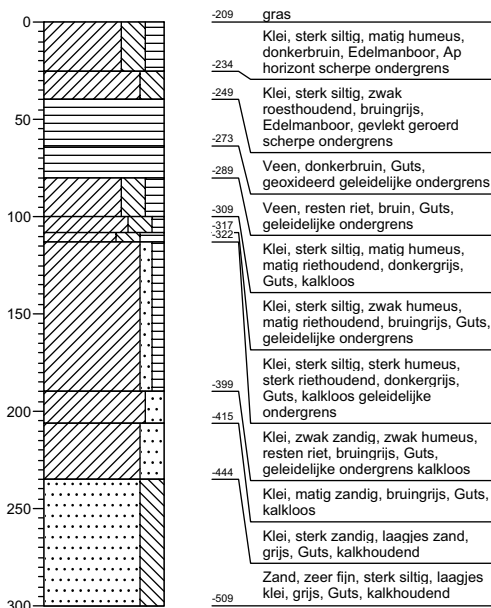 0
50
100
150
200
250
300
-209
gras
Klei, sterk siltig, matig humeus,
donkerbruin, Edelmanboor, Ap
horizont scherpe ondergrens
-234
-249
Klei, sterk siltig, zwak
roesthoudend, bruingrijs,
Edelmanboor, gevlekt geroerd
scherpe ondergrens
-273
Veen, donkerbruin, Guts,
geoxideerd geleidelijke ondergrens
-289
Veen, resten riet, bruin, Guts,
geleidelijke ondergrens
-309
-317
-322
Klei, sterk siltig, matig humeus,
matig riethoudend, donkergrijs,
Guts, kalkloos
Klei, sterk siltig, zwak humeus,
matig riethoudend, bruingrijs, Guts,
geleidelijke ondergrens
Klei, sterk siltig, sterk humeus,
sterk riethoudend, donkergrijs,
Guts, kalkloos geleidelijke
ondergrens
-399
Klei, zwak zandig, zwak humeus,
resten riet, bruingrijs, Guts,
geleidelijke ondergrens kalkloos
-415
Klei, matig zandig, bruingrijs, Guts,
kalkloos
-444
Klei, sterk zandig, laagjes zand,
grijs, Guts, kalkhoudend
Zand, zeer fijn, sterk siltig, laagjes
klei, grijs, Guts, kalkhoudend
-509